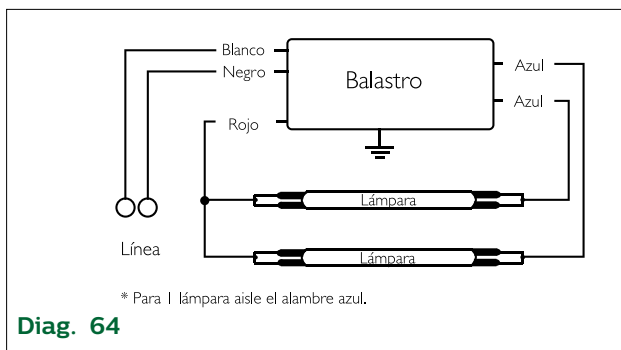 Blanco
Negro
Rojo
Balastro
Azul
Azul
Lámpara
Lámpara
Línea
* Para 1 lámpara aisle el alambre azul.
Diag. 64